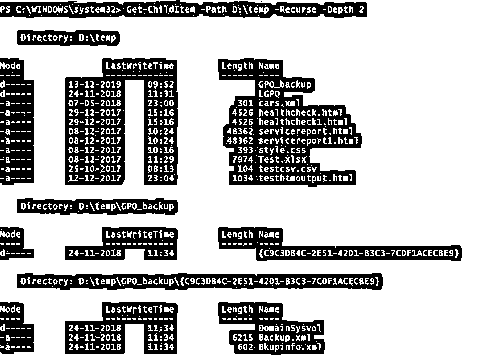 PS C:\WINDOWS\system32> Get-ChildItem -Path D:\temp -Recurse -Depth 2
Directory: D:\temp
Mode LastWriteTime Length Name
d----- 13-12-2019 09:52 GPO_backup
d----- 24-11-2018 11:31 LGPO
-a---- 07-05-2018 23:00 301 cars.xml
-a---- 29-12-2017 15:16 4526 healthcheck.html
-a---- 29-12-2017 15:16 4526 healthcheck1.html
-a---- 08-12-2017 10:24 48362 servicereport.html
-a---- 08-12-2017 10:24 48362 servicereport1.html
-a---- 08-12-2017 10:16 393 style.css
-a---- 08-12-2017 11:29 7974 Test.xlsx
-a---- 25-10-2017 08:13 104 testcsv.csv
-a---- 12-12-2017 23:04 1034 testhtmoutput.html
Directory: D:\temp\GPO_backup
Mode LastWriteTime Length Name
d----- 24-11-2018 11:34 {C9C3DB4C-2E51-42D1-B3C3-7C0F1ACECBE9}
Directory: D:\temp\GPO_backup\{C9C3DB4C-2E51-42D1-B3C3-7C0F1ACECBE9}
Mode LastWriteTime Length Name
d----- 24-11-2018 11:34 DomainSysvol
-a---- 24-11-2018 11:34 6215 Backup.xml
-a---- 24-11-2018 11:34 602 bkupInfo.xml